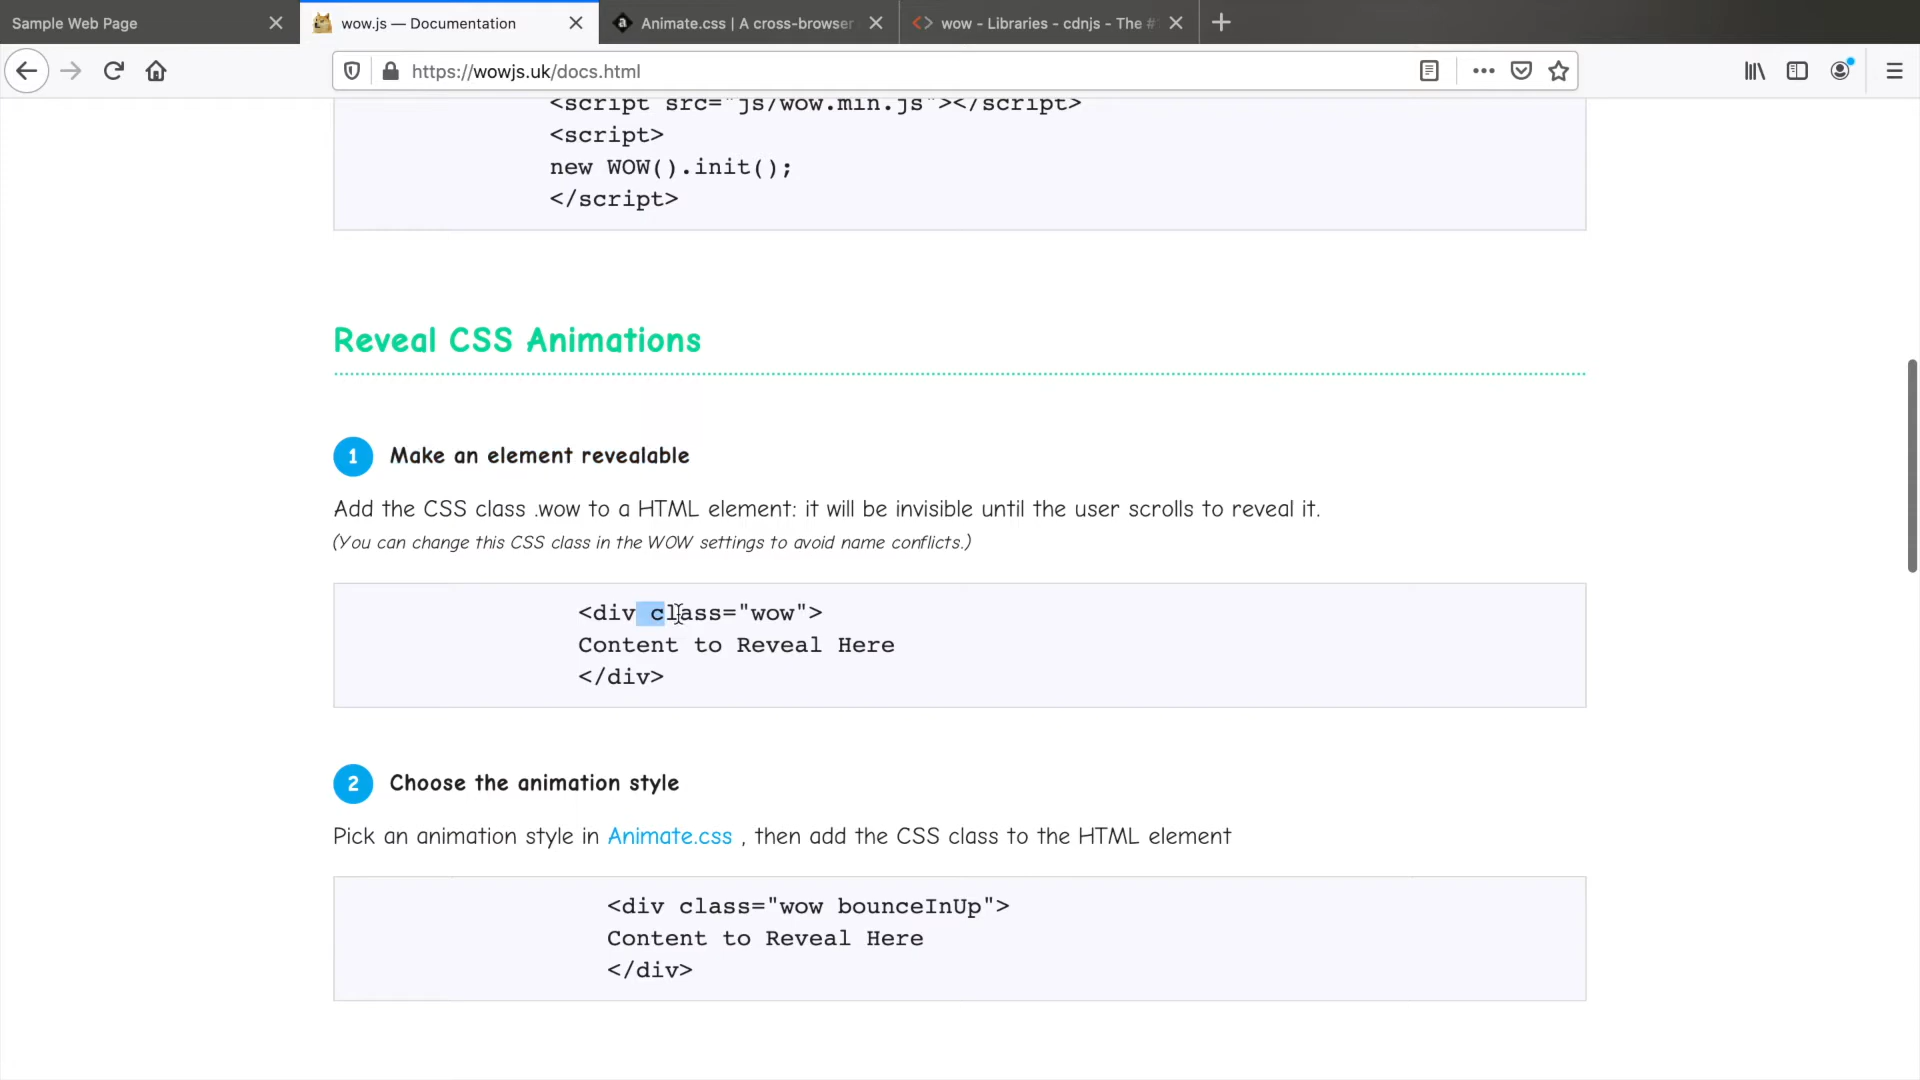 Sample Web Page
wow.js — Documentation
Animate.css | A cross-browser
wow - Libraries - cdnjs - The #
https://wowjs.uk/docs.html
<script src="js/wow.min.js"></script>
<script>
new WOW().init();
</script>
Reveal CSS Animations
1 Make an element revealable
Add the CSS class .wow to a HTML element: it will be invisible until the user scrolls to reveal it.
(You can change this CSS class in the WOW settings to avoid name conflicts.)
<div class="wow">
Content to Reveal Here
</div>
2 Choose the animation style
Pick an animation style in Animate.css , then add the CSS class to the HTML element
<div class="wow bounceInUp">
Content to Reveal Here
</div>